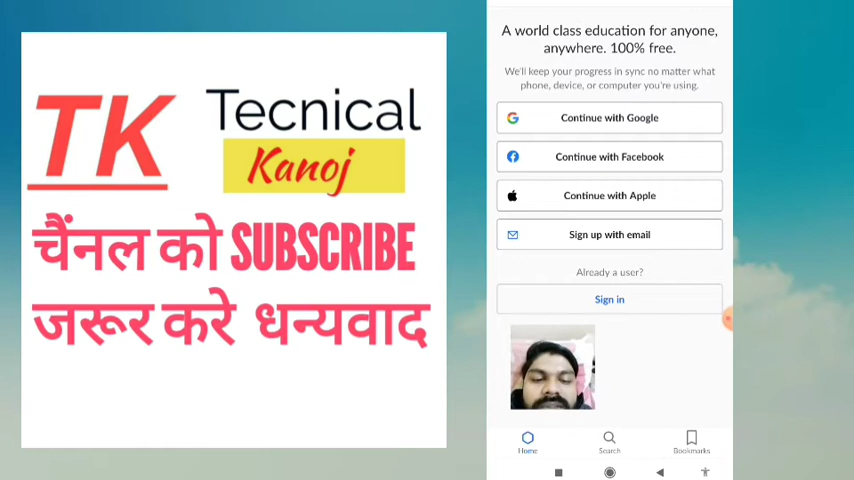 TK Tecnical
Kanoj
चैंनल को SUBSCRIBE
जरूर करे धन्यवाद
A world class education for anyone,
anywhere. 100% free.
We'll keep your progress in sync no matter what
phone, device, or computer you're using.
Continue with Google
Continue with Facebook
Continue with Apple
Sign up with email
Already a user?
Sign in
Home Search Bookmarks